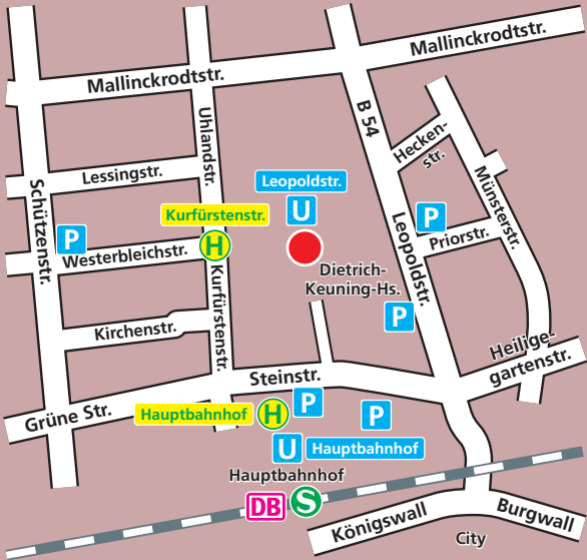 Mallinckrodtstr.
Mallinckrodtstr.
B 54
Uhlandstr.
Hecken-
str.
Lessingstr.
Leopoldstr.
U
Münsterstr.
Schützenstr.
Kurfürstenstr.
H
P
P
Priorstr.
Westerbleichstr.
Leopoldstr.
Dietrich-
Keuning-Hs.
Kurfürstenstr.
P
Kirchenstr.
Heilige-
gartenstr.
Steinstr.
Grüne Str.
Hauptbahnhof
H
P
P
U
Hauptbahnhof
Hauptbahnhof
DB
S
Königswall
Burgwall
City